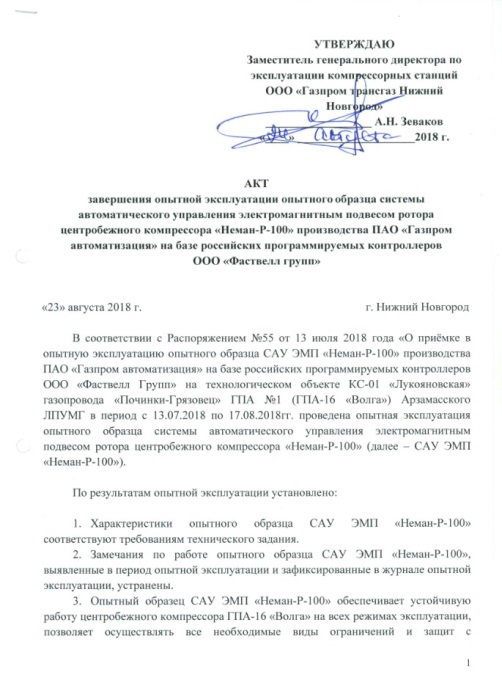 УТВЕРЖДАЮ
Заместитель генерального директора по
эксплуатации компрессорных станций
ООО «Газпром трансгаз Нижний
Новгород»
А.Н. Зеваков
« » августа 2018 г.
АКТ
завершения опытной эксплуатации опытного образца системы
автоматического управления электромагнитным подвесом ротора
центробежного компрессора «Неман-Р-100» производства ПАО «Газпром
автоматизация» на базе российских программируемых контроллеров
ООО «Фаствелл групп»
«23» августа 2018 г. г. Нижний Новгород
В соответствии с Распоряжением №55 от 13 июля 2018 года «О приёмке в
опытную эксплуатацию опытного образца САУ ЭМП «Неман-Р-100» производства
ПАО «Газпром автоматизация» на базе российских программируемых контроллеров
ООО «Фаствелл Групп» на технологическом объекте КС-01 «Лукояновская»
газопровода «Починки-Грязовец» ГПА №1 (ГПА-16 «Волга») Арзамасского
ЛПУМГ в период с 13.07.2018 по 17.08.2018гг. проведена опытная эксплуатация
опытного образца системы автоматического управления электромагнитным
подвесом ротора центробежного компрессора «Неман-Р-100» (далее – САУ ЭМП
«Неман-Р-100»).
По результатам опытной эксплуатации установлено:
1. Характеристики опытного образца САУ ЭМП «Неман-Р-100»
соответствуют требованиям технического задания.
2. Замечания по работе опытного образца САУ ЭМП «Неман-Р-100»,
выявленные в период опытной эксплуатации и зафиксированные в журнале опытной
эксплуатации, устранены.
3. Опытный образец САУ ЭМП «Неман-Р-100» обеспечивает устойчивую
работу центробежного компрессора ГПА-16 «Волга» на всех режимах эксплуатации,
позволяет осуществлять все необходимые виды ограничений и защит с
1